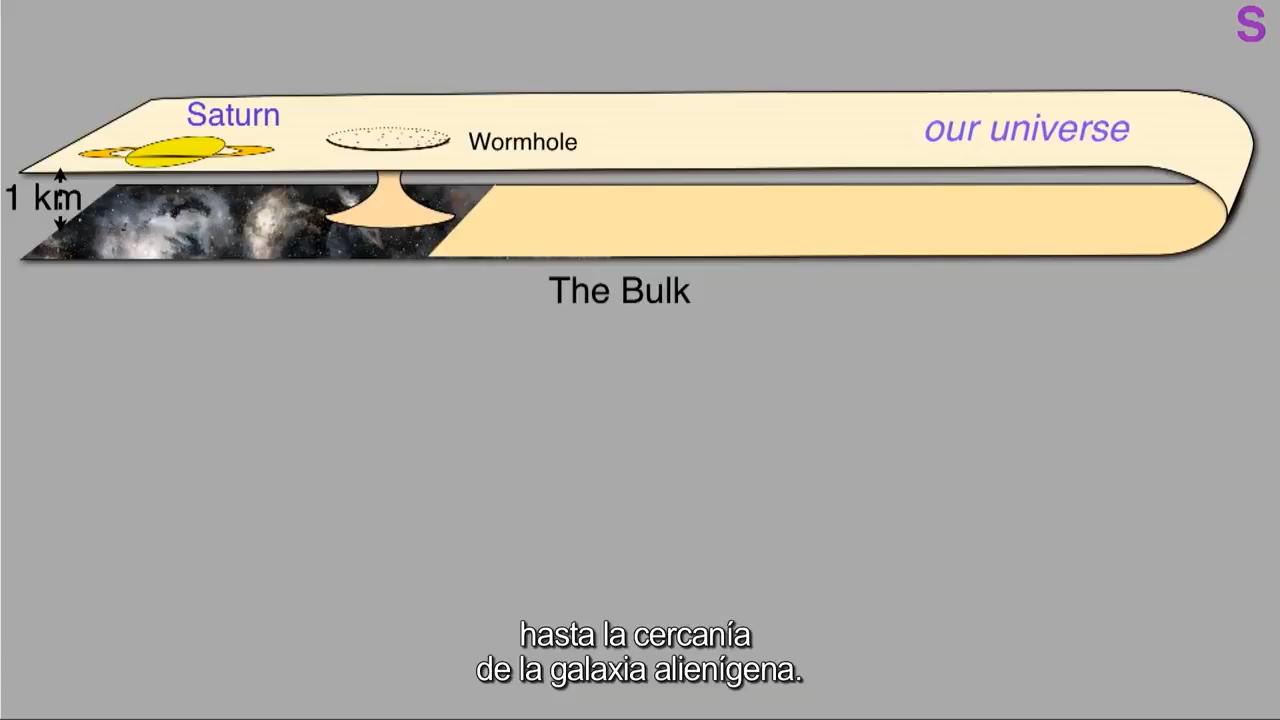 S
Saturn
Wormhole
our universe
1 km
The Bulk
hasta la cercanía
de la galaxia alienígena.